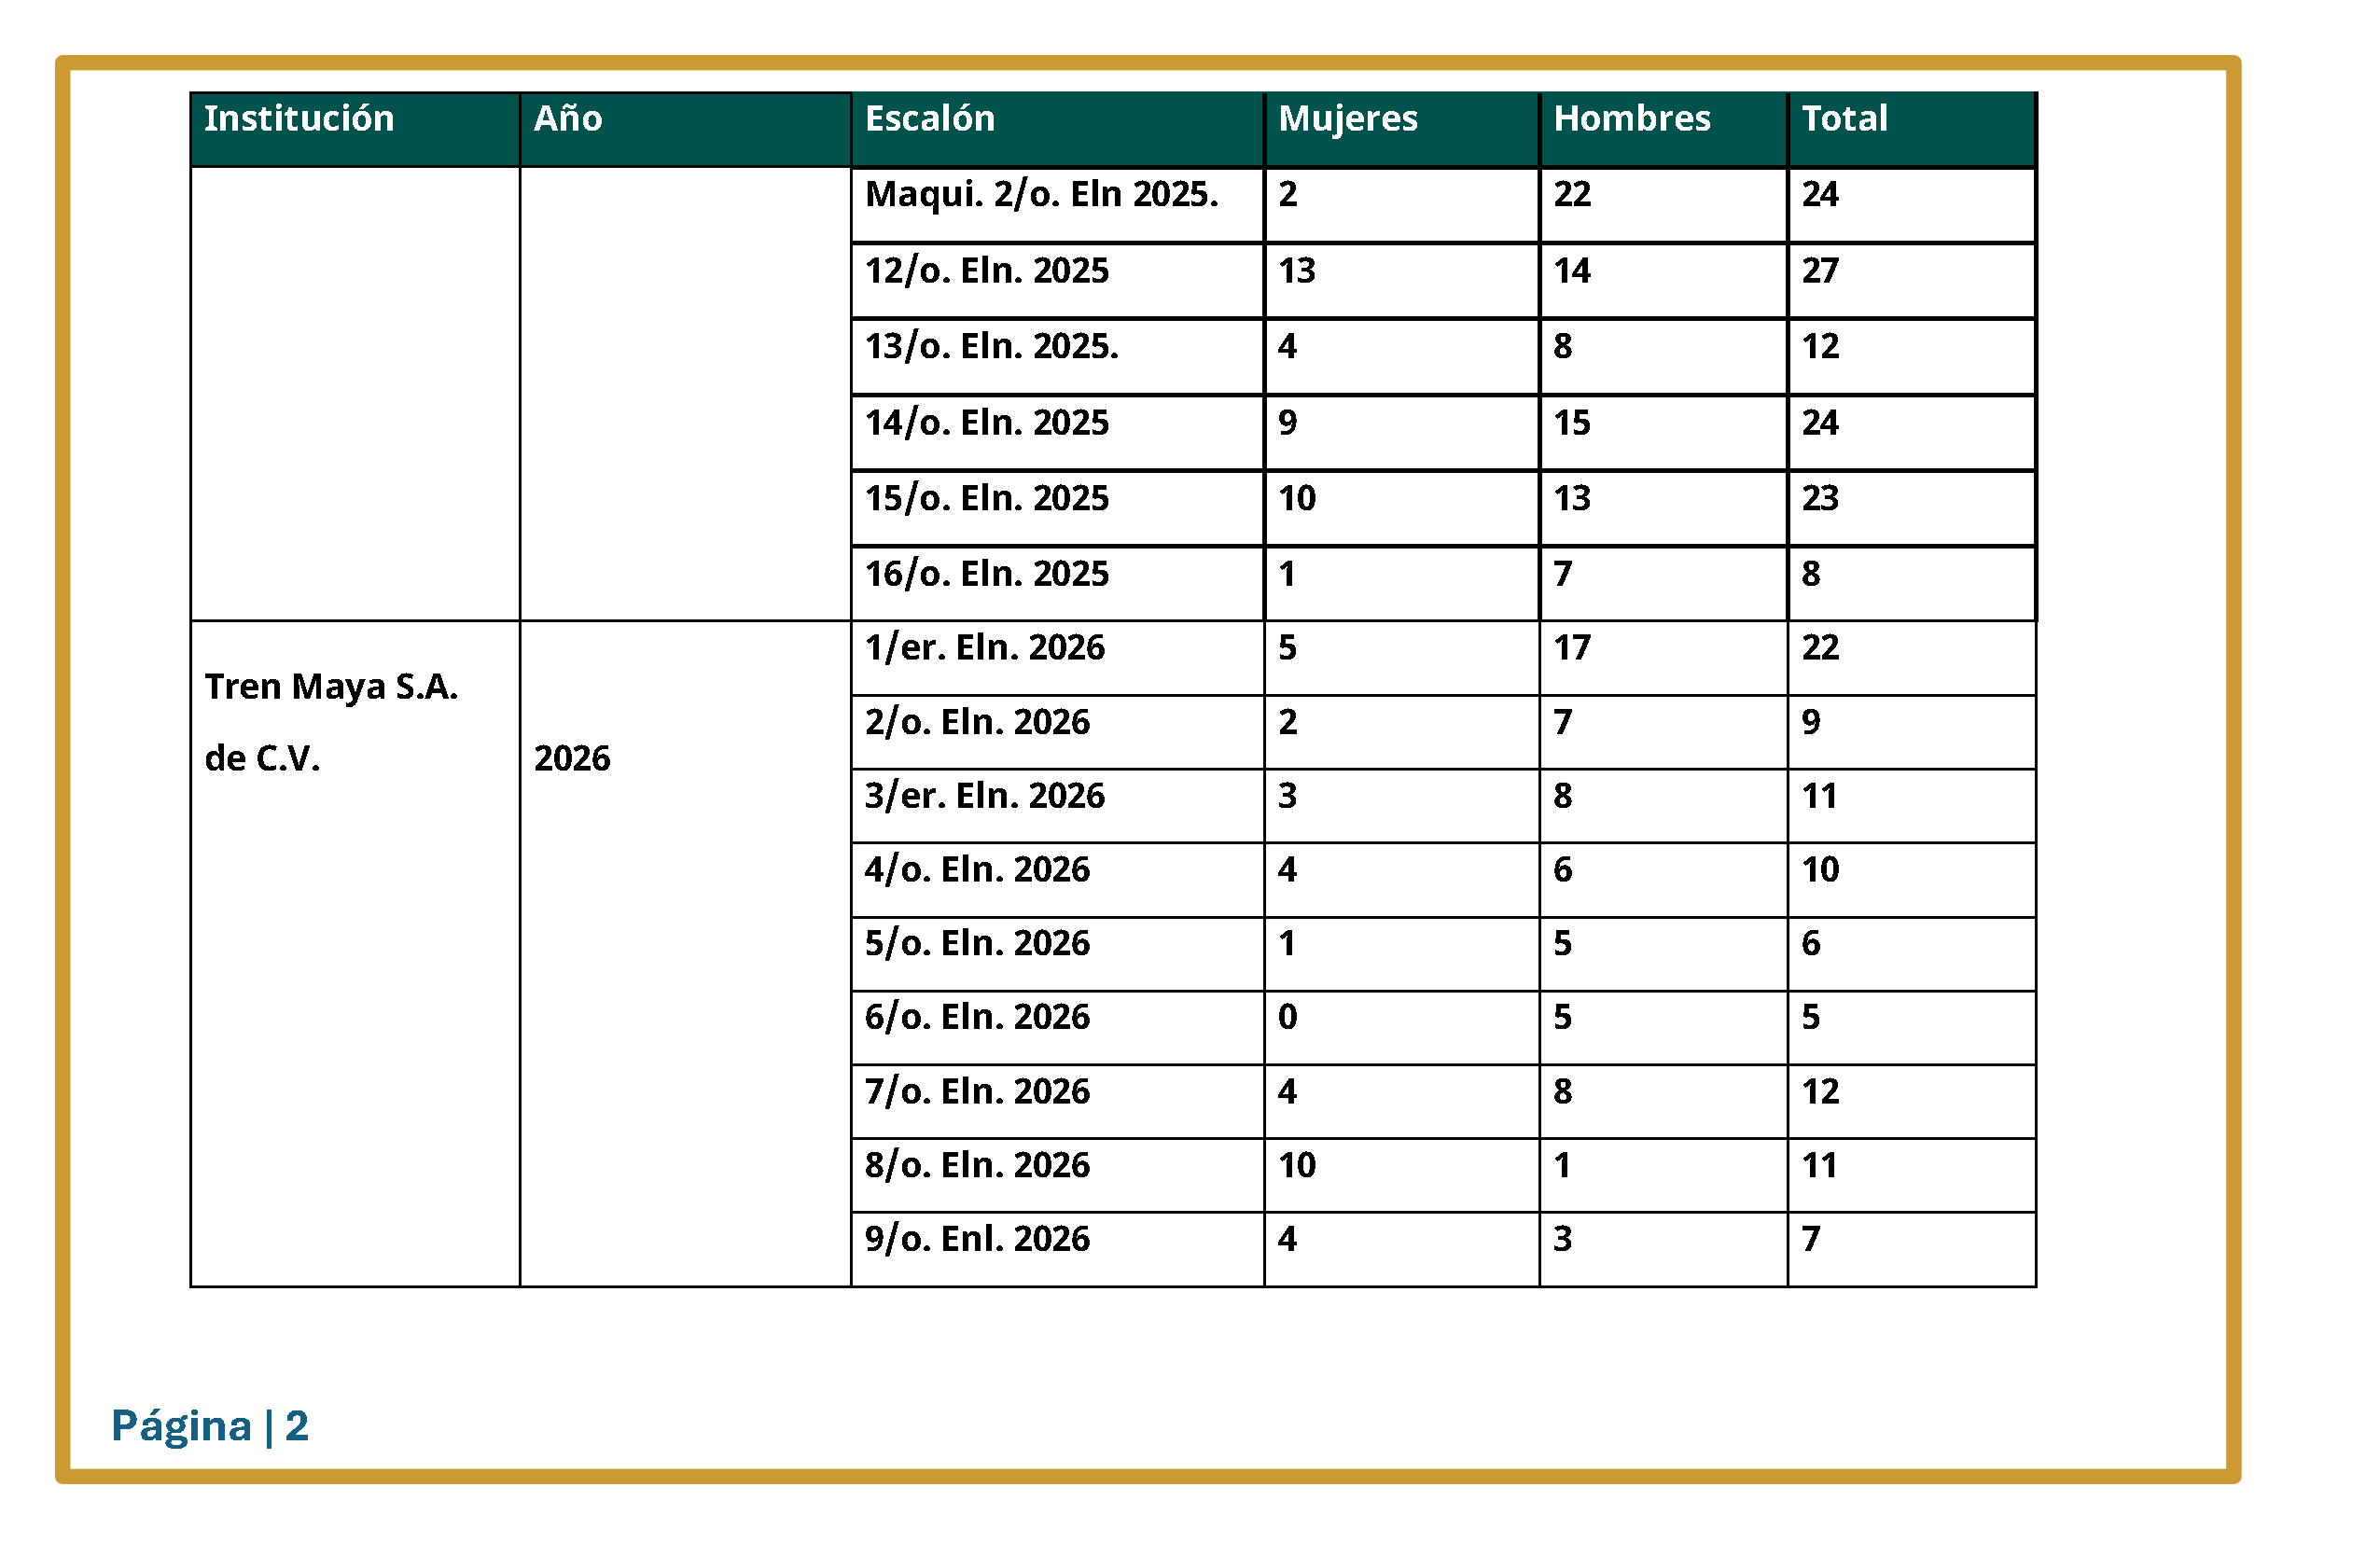 Institución Año Escalón Mujeres Hombres Total
Maqui. 2/o. Eln 2025. 2 22 24
12/o. Eln. 2025 13 14 27
13/o. Eln. 2025. 4 8 12
14/o. Eln. 2025 9 15 24
15/o. Eln. 2025 10 13 23
16/o. Eln. 2025 1 7 8
Tren Maya S.A.
de C.V.
2026
1/er. Eln. 2026 5 17 22
2/o. Eln. 2026 2 7 9
3/er. Eln. 2026 3 8 11
4/o. Eln. 2026 4 6 10
5/o. Eln. 2026 1 5 6
6/o. Eln. 2026 0 5 5
7/o. Eln. 2026 4 8 12
8/o. Eln. 2026 10 1 11
9/o. Enl. 2026 4 3 7
Página | 2